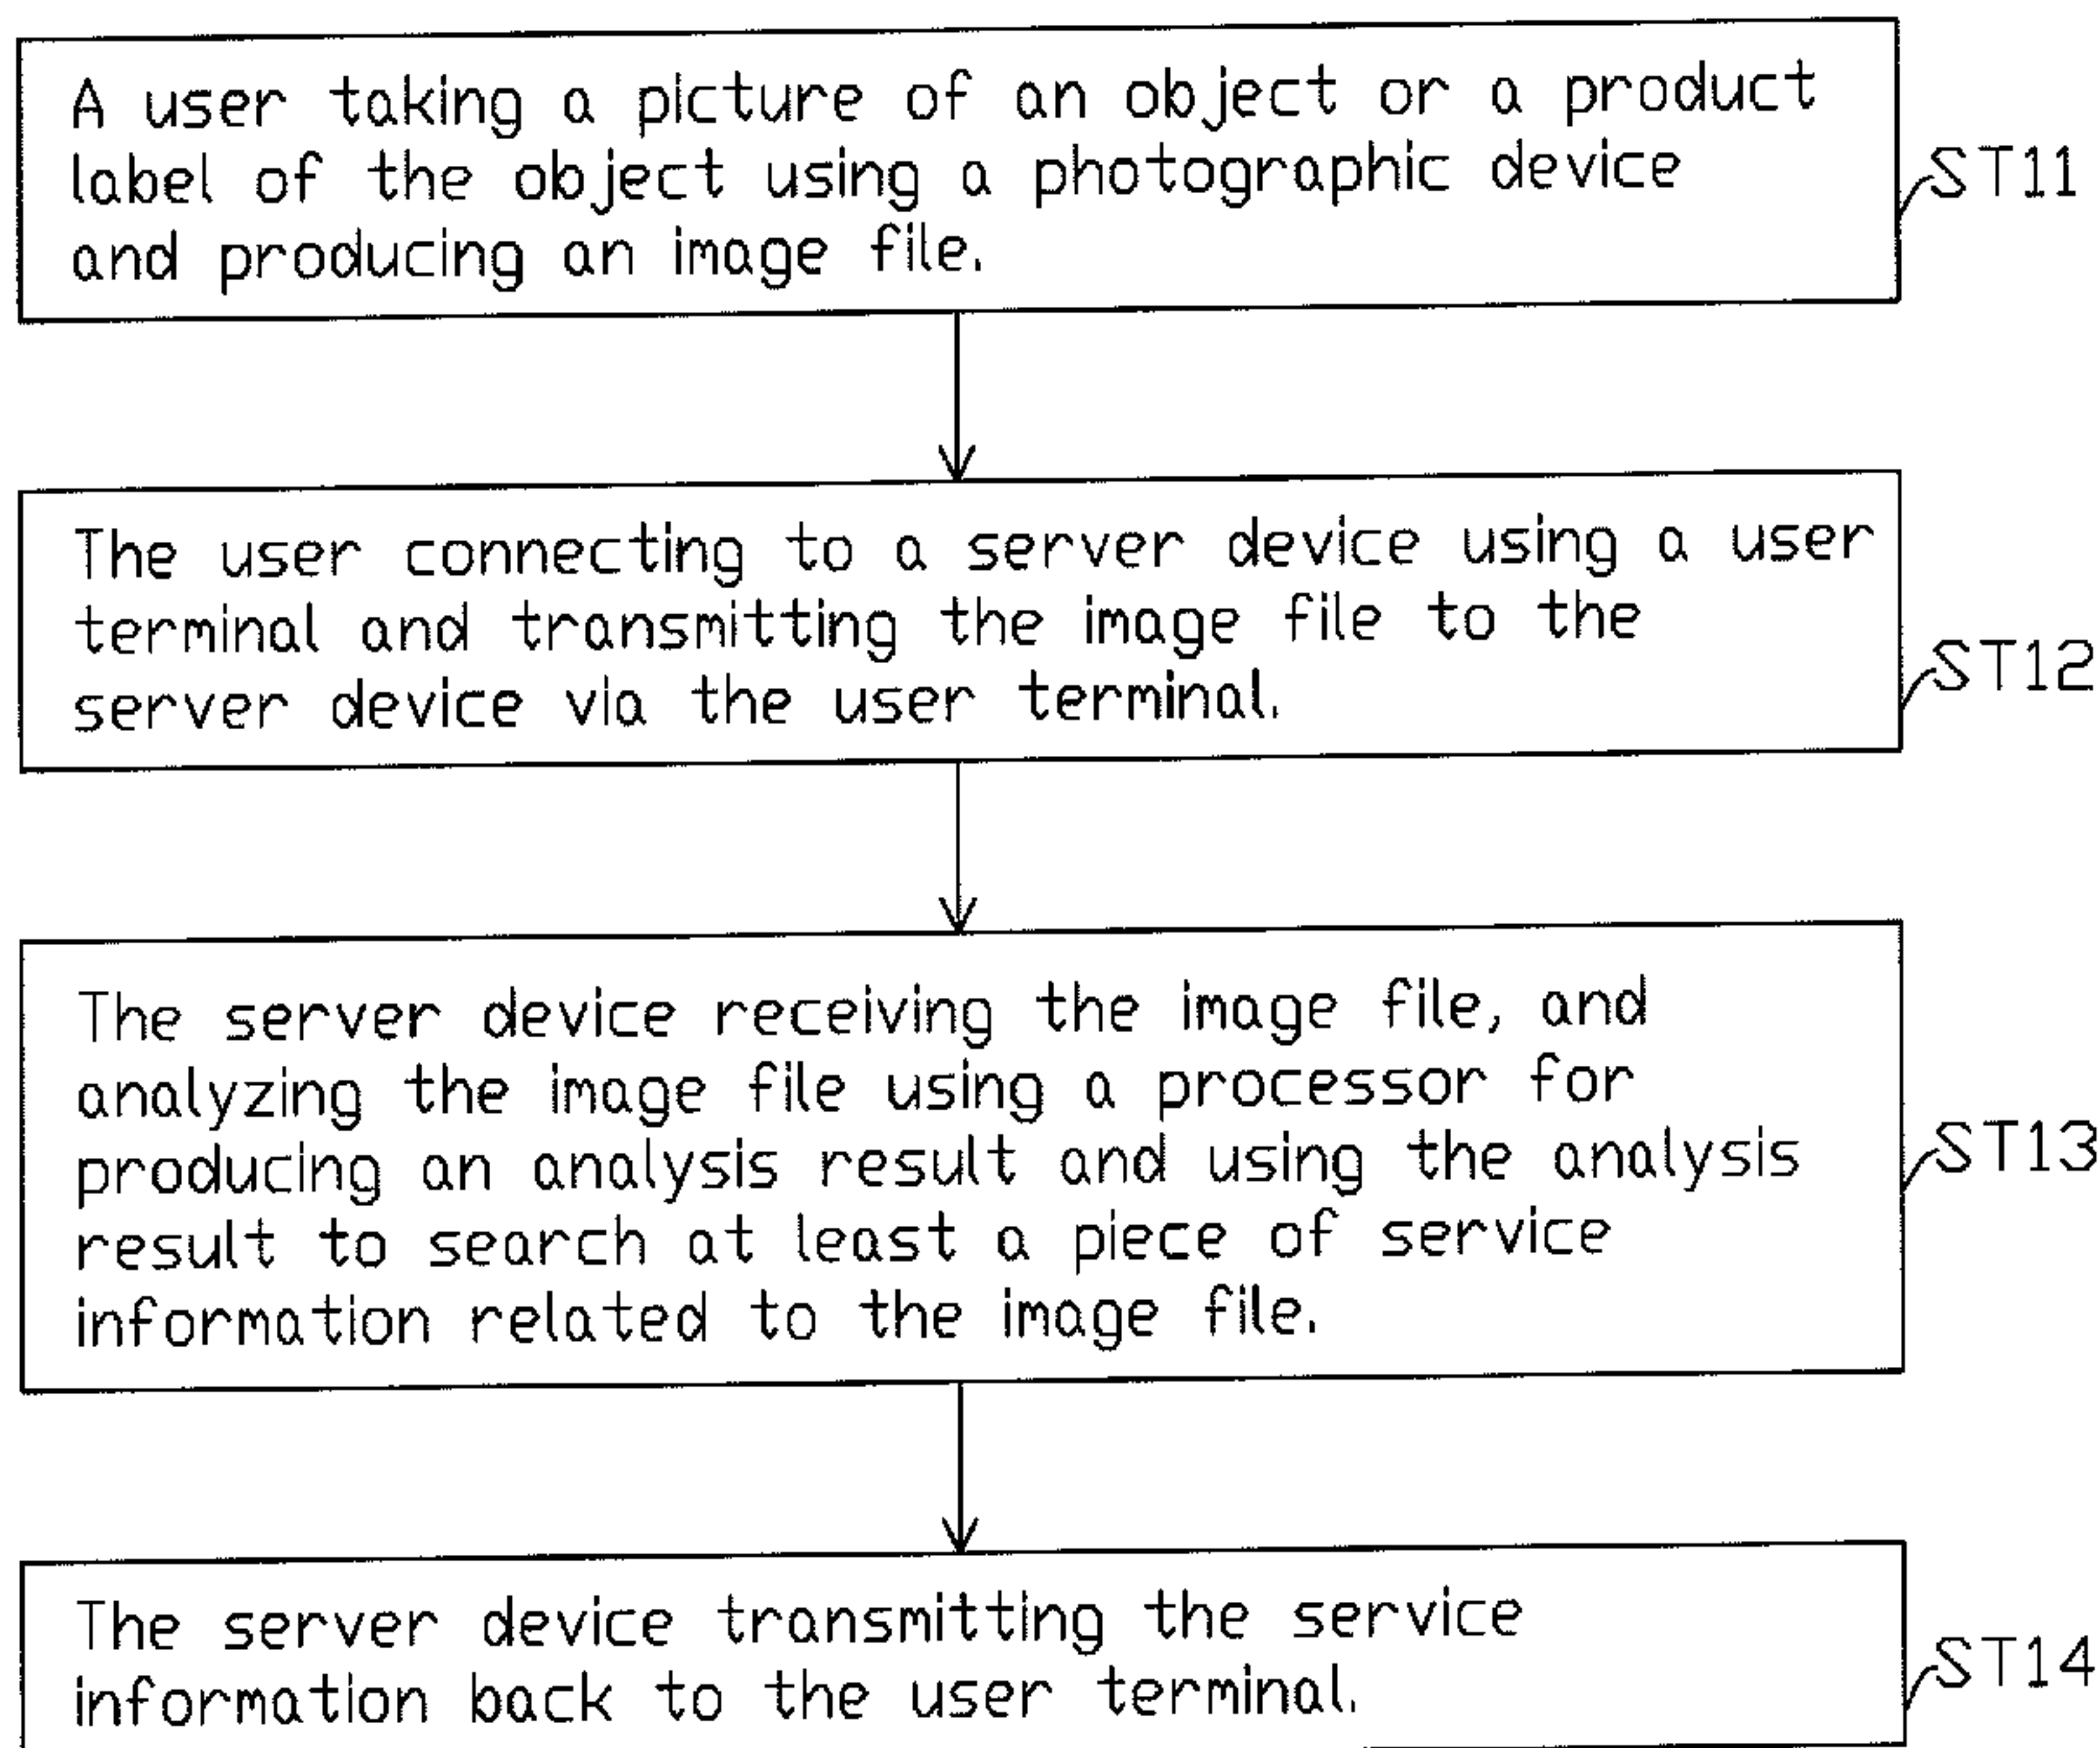 A user taking a picture of an object or a product
label of the object using a photographic device
and producing an image file.
ST11
The user connecting to a server device using a user
terminal and transmitting the image file to the
server device via the user terminal.
ST12
The server device receiving the image file, and
analyzing the image file using a processor for
producing an analysis result and using the analysis
result to search at least a piece of service
information related to the image file.
ST13
The server device transmitting the service
information back to the user terminal.
ST14